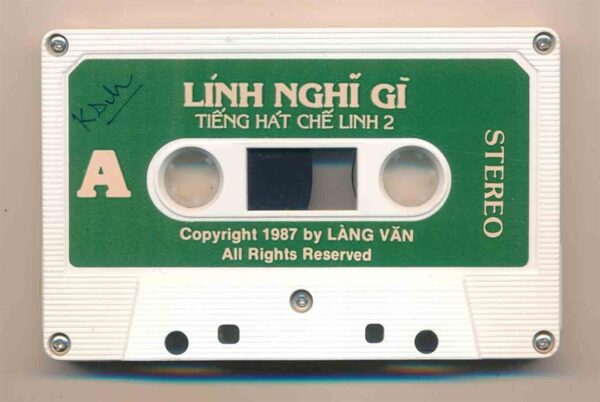 LÍNH NGHĨ GÌ
TIẾNG HÁT CHẾ LINH 2
A
STEREO
Copyright 1987 by LÀNG VĂN
All Rights Reserved